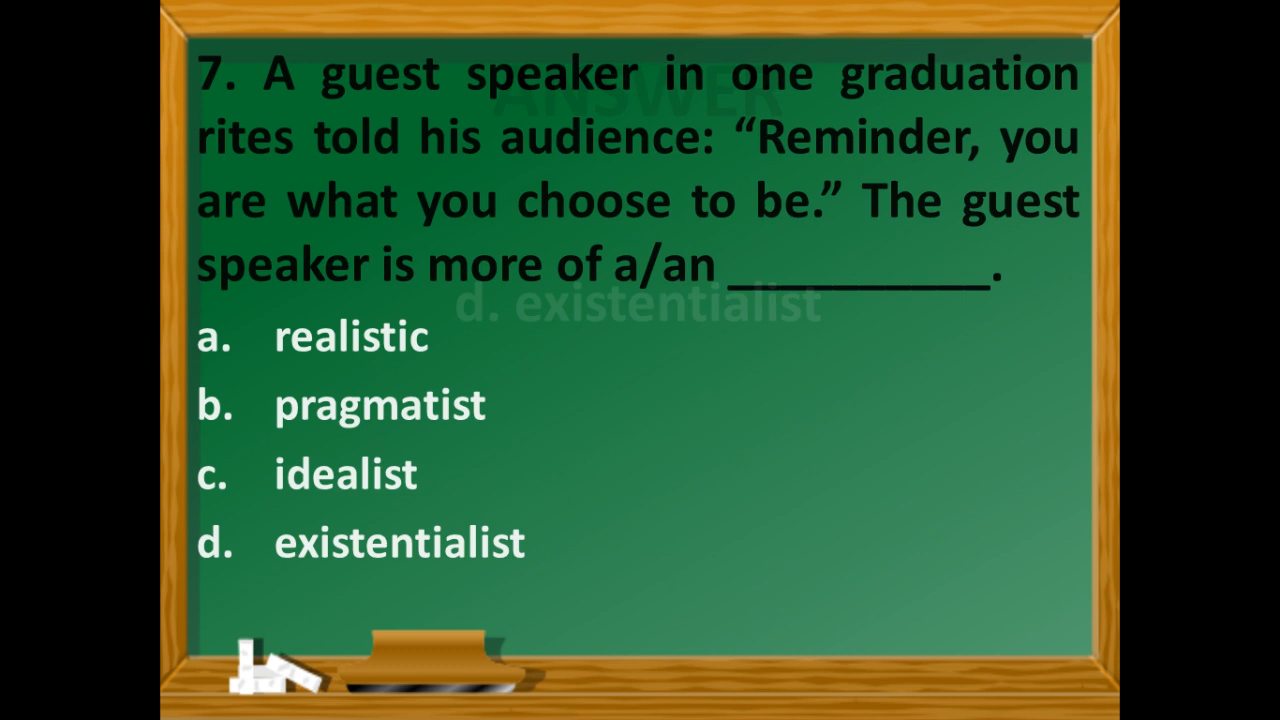 ANSWER
7. A guest speaker in one graduation
rites told his audience: “Reminder, you
are what you choose to be.” The guest
speaker is more of a/an ___________.
d. existentialist
a. realistic
b. pragmatist
c. idealist
d. existentialist